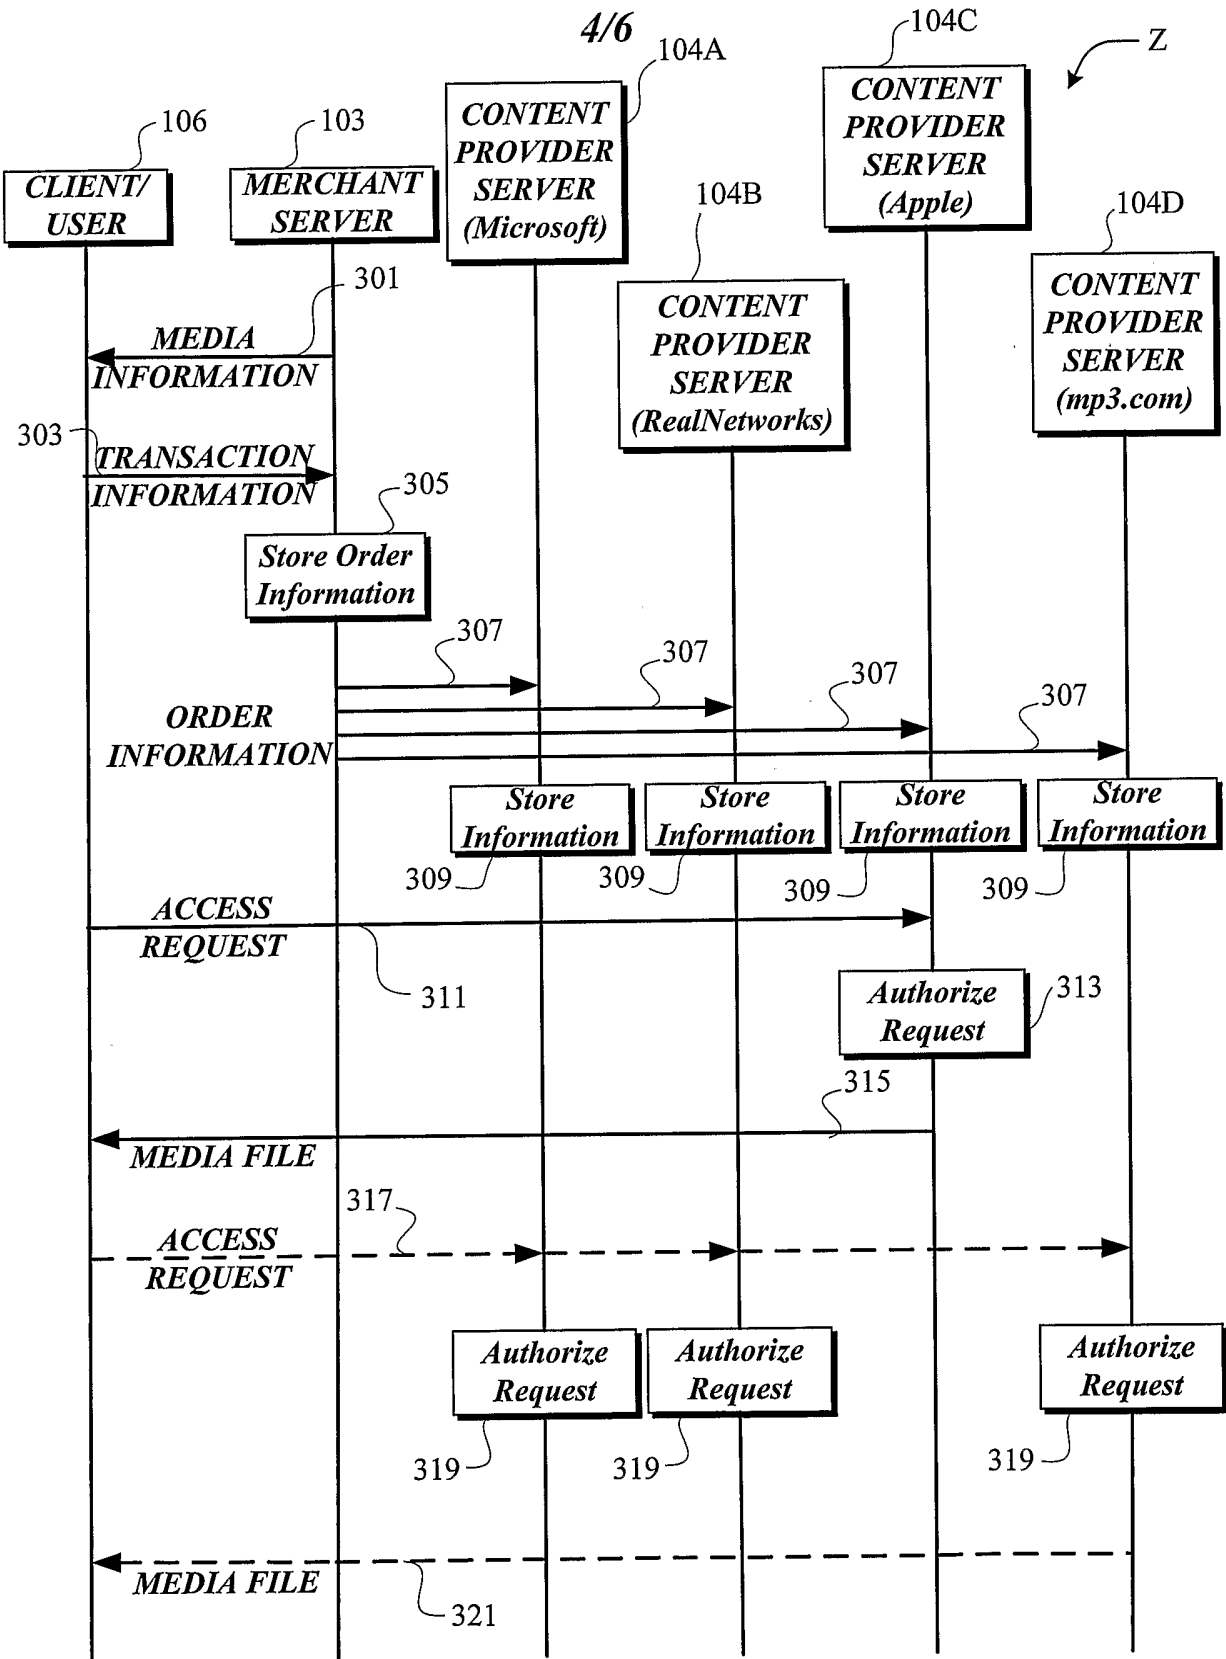 4/6
104C
Z
104A
CONTENT
PROVIDER
SERVER
(Apple)
CONTENT
PROVIDER
SERVER
(Microsoft)
106
103
CLIENT/
USER
MERCHANT
SERVER
104B
104D
301
CONTENT
PROVIDER
SERVER
(RealNetworks)
CONTENT
PROVIDER
SERVER
(mp3.com)
MEDIA
INFORMATION
303
TRANSACTION
INFORMATION
305
Store Order
Information
307
307
307
307
ORDER
INFORMATION
Store
Information
Store
Information
Store
Information
Store
Information
309
309
309
309
ACCESS
REQUEST
311
Authorize
Request
313
315
MEDIA FILE
317
ACCESS
REQUEST
Authorize
Request
Authorize
Request
Authorize
Request
319
319
319
MEDIA FILE
321